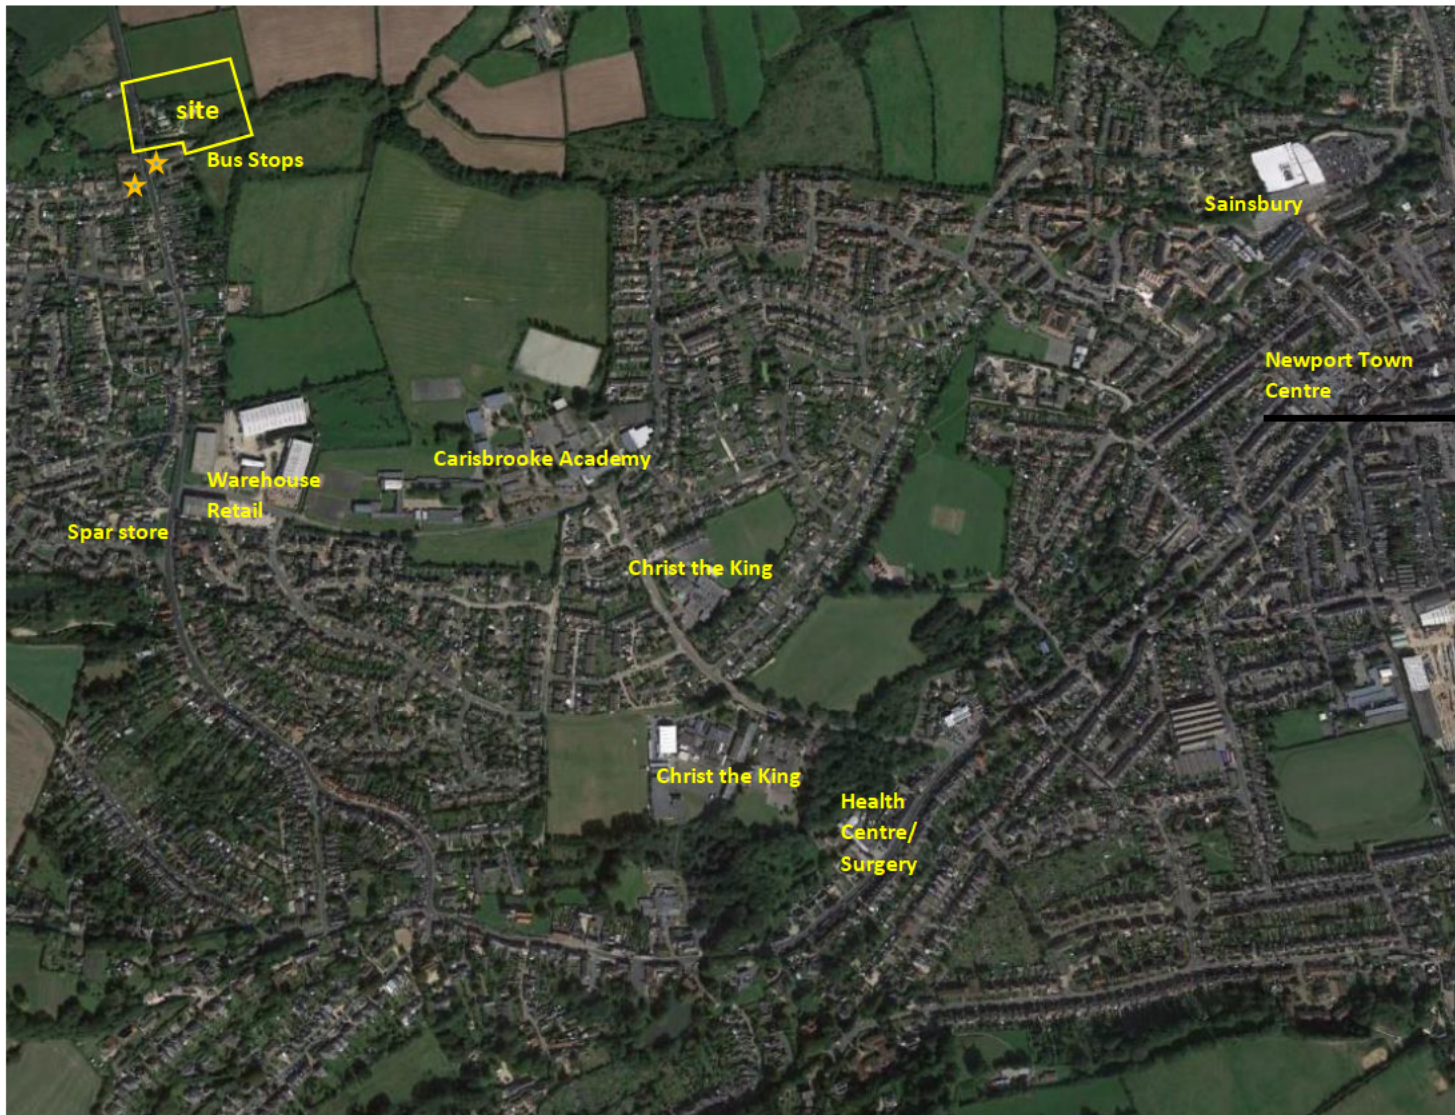 site
Bus Stops
Sainsbury
Newport Town
Centre
Carisbrooke Academy
Warehouse
Retail
Spar store
Christ the King
Christ the King
Health
Centre/
Surgery